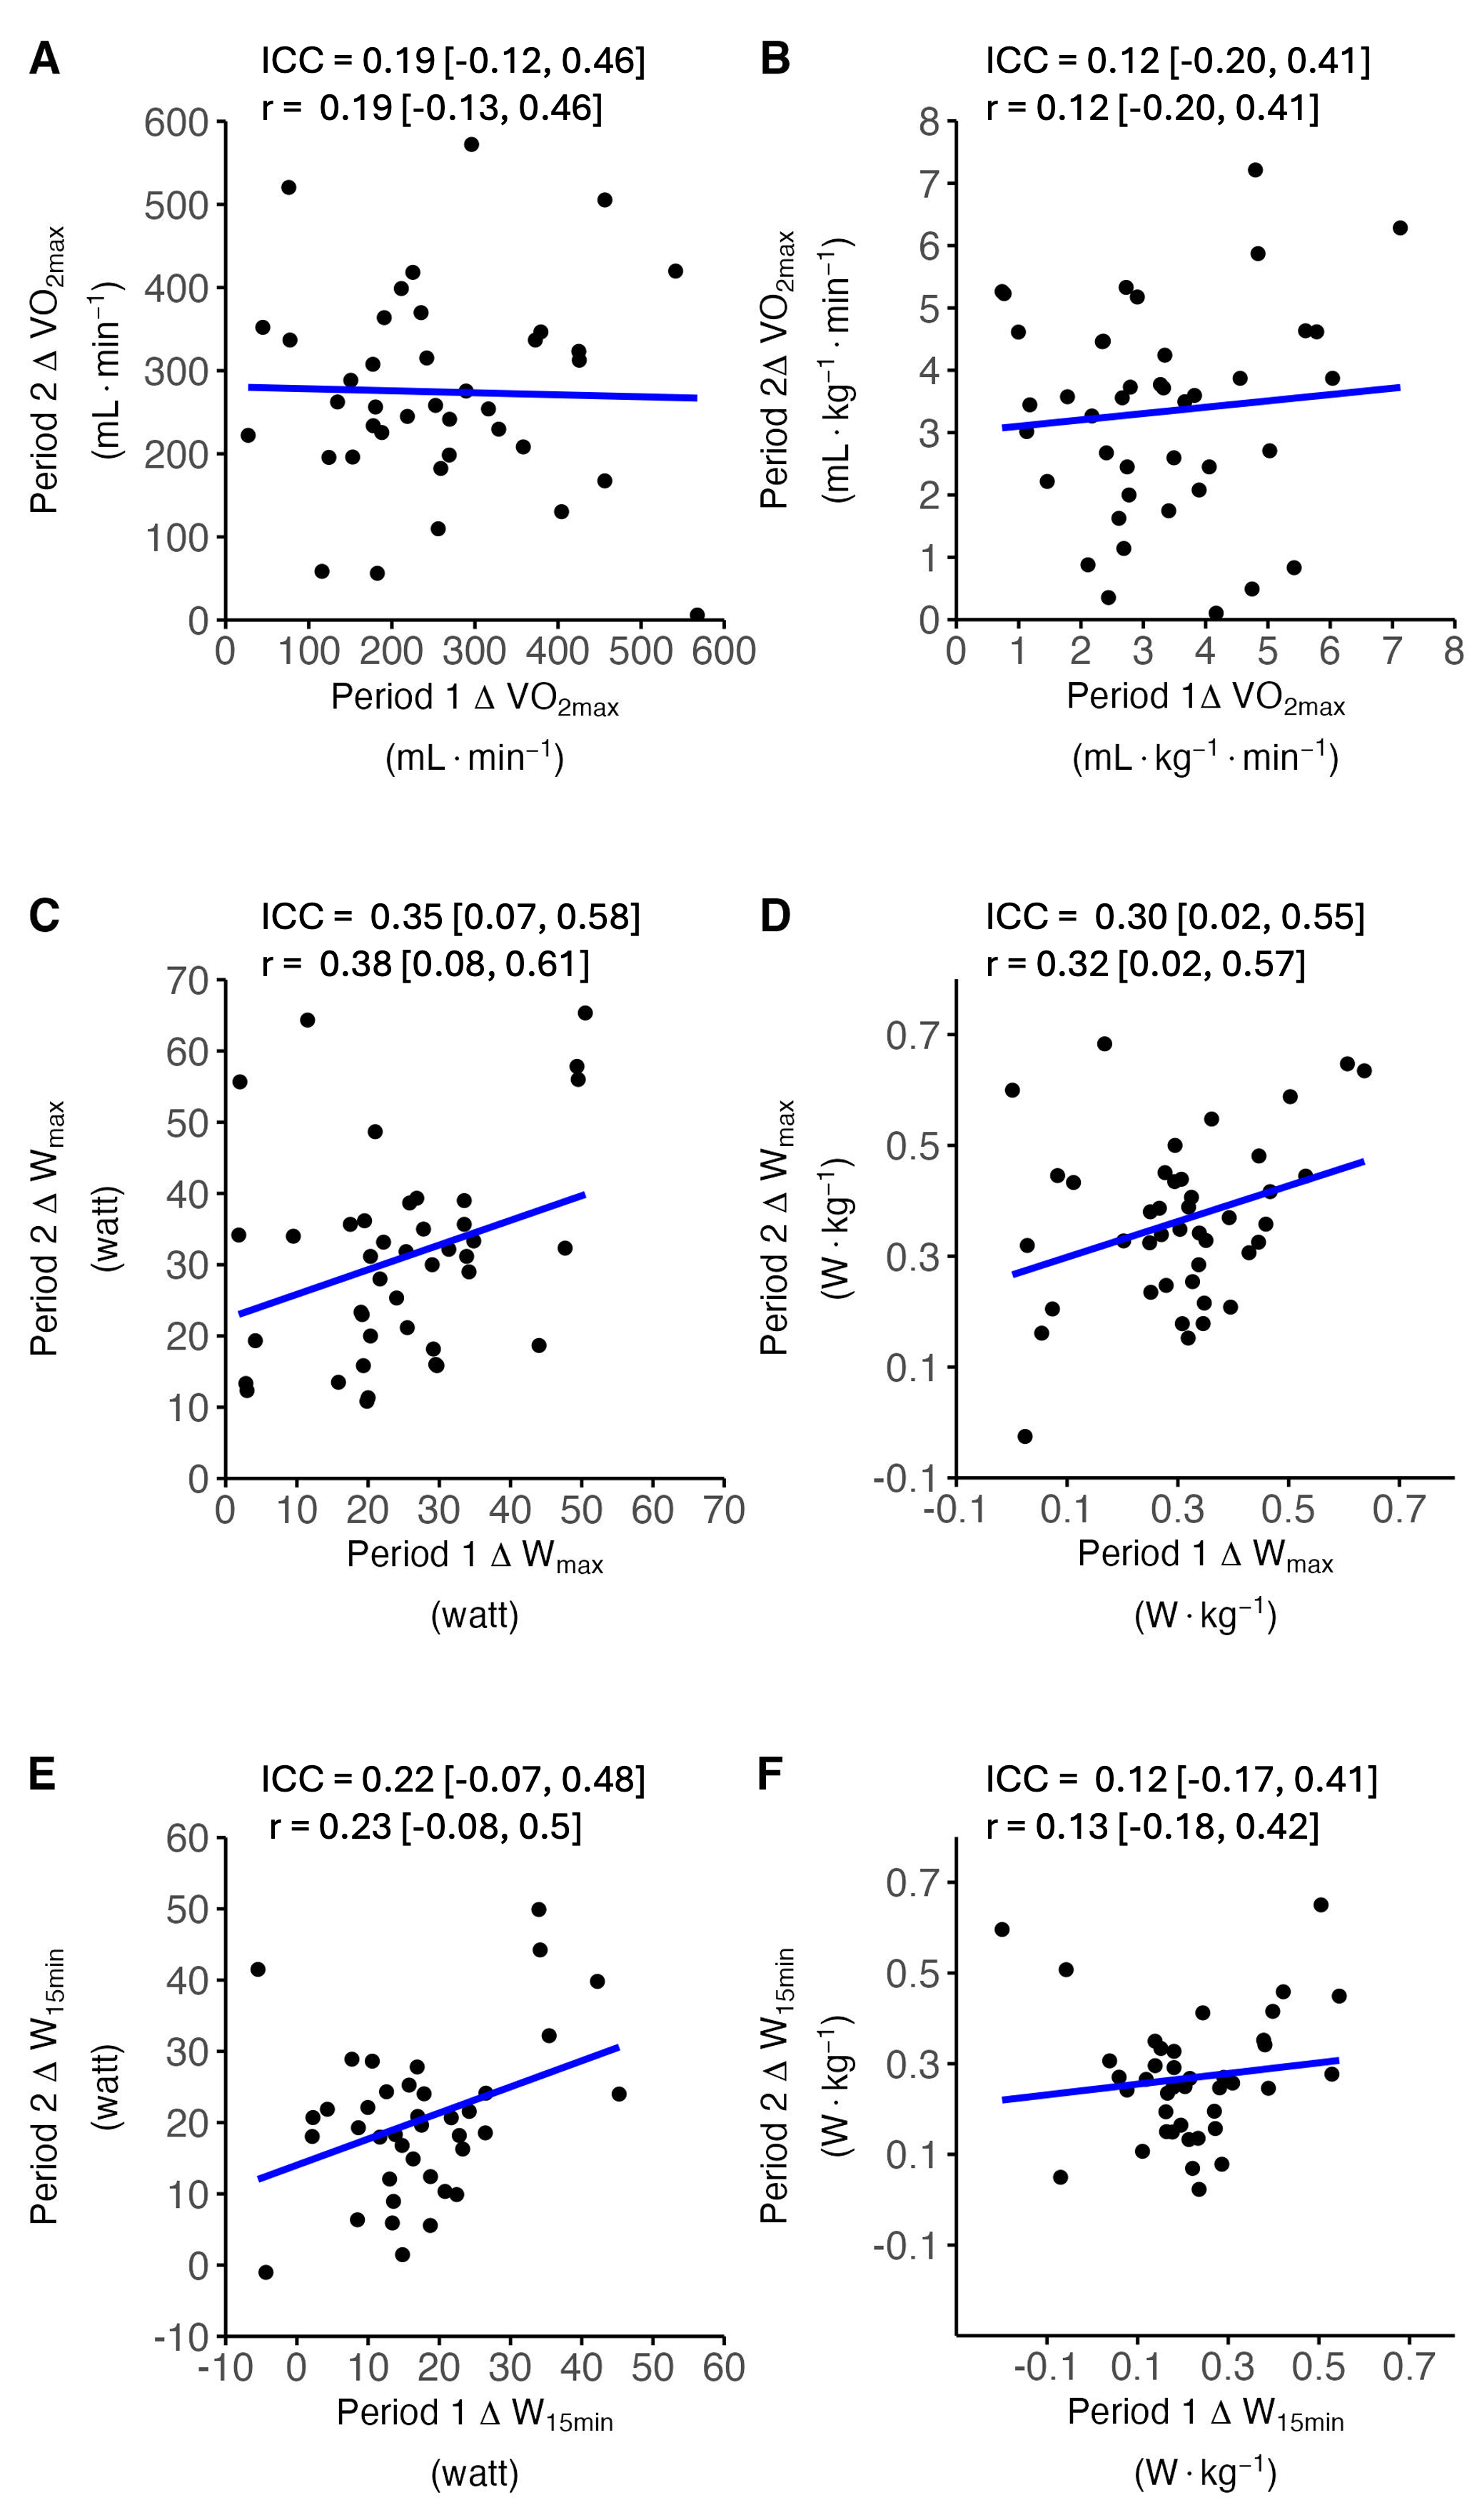 A
ICC = 0.19 [-0.12, 0.46]
r = 0.19 [-0.13, 0.46]
600
500
400
300
200
100
0
0 100 200 300 400 500 600
Period 2 Δ VO2max
(mL · min−1)
Period 1 Δ VO2max
(mL · min−1)
B
ICC = 0.12 [-0.20, 0.41]
r = 0.12 [-0.20, 0.41]
8
7
6
5
4
3
2
1
0
0 1 2 3 4 5 6 7 8
Period 2Δ VO2max
(mL · kg−1 · min−1)
Period 1Δ VO2max
(mL · kg−1 · min−1)
C
ICC = 0.35 [0.07, 0.58]
r = 0.38 [0.08, 0.61]
70
60
50
40
30
20
10
0
0 10 20 30 40 50 60 70
Period 2 Δ Wmax
(watt)
Period 1 Δ Wmax
(watt)
D
ICC = 0.30 [0.02, 0.55]
r = 0.32 [0.02, 0.57]
0.7
0.5
0.3
0.1
-0.1
-0.1 0.1 0.3 0.5 0.7
Period 2 Δ Wmax
(W · kg−1)
Period 1 Δ Wmax
(W · kg−1)
E
ICC = 0.22 [-0.07, 0.48]
r = 0.23 [-0.08, 0.5]
60
50
40
30
20
10
0
-10
-10 0 10 20 30 40 50 60
Period 2 Δ W15min
(watt)
Period 1 Δ W15min
(watt)
F
ICC = 0.12 [-0.17, 0.41]
r = 0.13 [-0.18, 0.42]
0.7
0.5
0.3
0.1
-0.1
-0.1 0.1 0.3 0.5 0.7
Period 2 Δ W15min
(W · kg−1)
Period 1 Δ W15min
(W · kg−1)